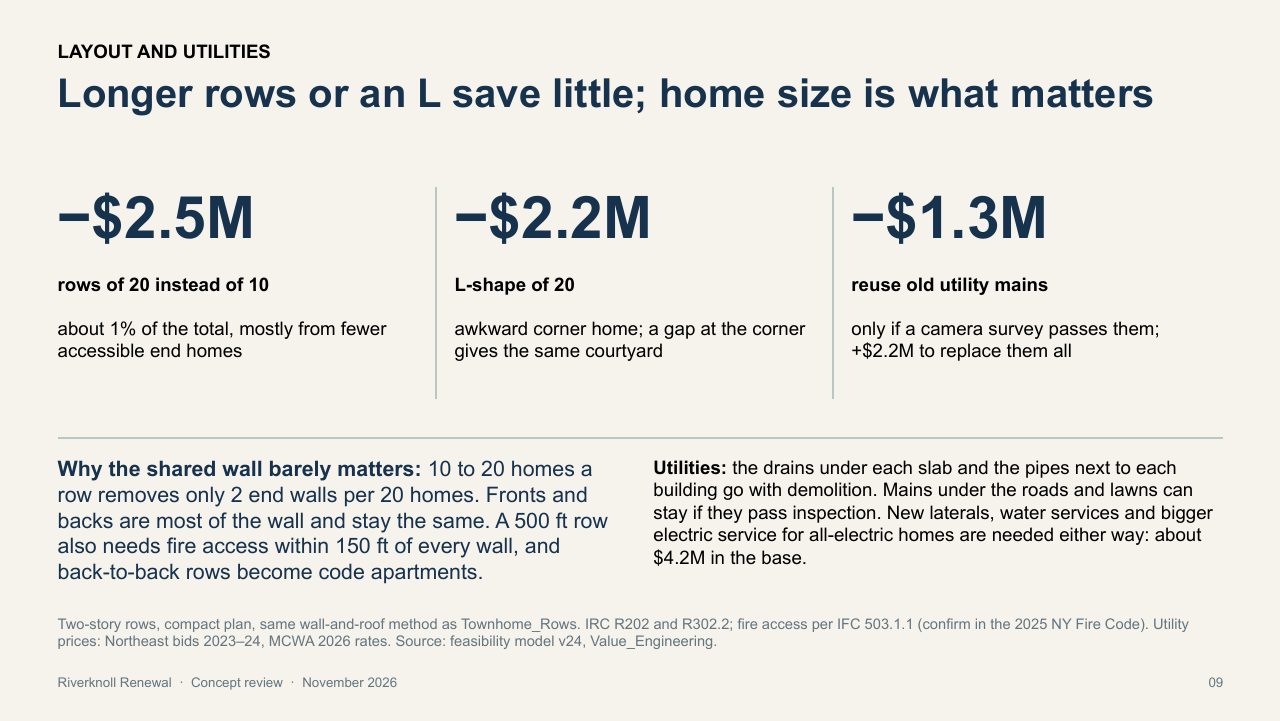 LAYOUT AND UTILITIES
Longer rows or an L save little; home size is what matters
−$2.5M
rows of 20 instead of 10
about 1% of the total, mostly from fewer
accessible end homes
−$2.2M
L-shape of 20
awkward corner home; a gap at the corner
gives the same courtyard
−$1.3M
reuse old utility mains
only if a camera survey passes them;
+$2.2M to replace them all
Why the shared wall barely matters: 10 to 20 homes a
row removes only 2 end walls per 20 homes. Fronts and
backs are most of the wall and stay the same. A 500 ft row
also needs fire access within 150 ft of every wall, and
back-to-back rows become code apartments.
Utilities: the drains under each slab and the pipes next to each
building go with demolition. Mains under the roads and lawns can
stay if they pass inspection. New laterals, water services and bigger
electric service for all-electric homes are needed either way: about
$4.2M in the base.
Two-story rows, compact plan, same wall-and-roof method as Townhome_Rows. IRC R202 and R302.2; fire access per IFC 503.1.1 (confirm in the 2025 NY Fire Code). Utility
prices: Northeast bids 2023–24, MCWA 2026 rates. Source: feasibility model v24, Value_Engineering.
Riverknoll Renewal · Concept review · November 2026
09